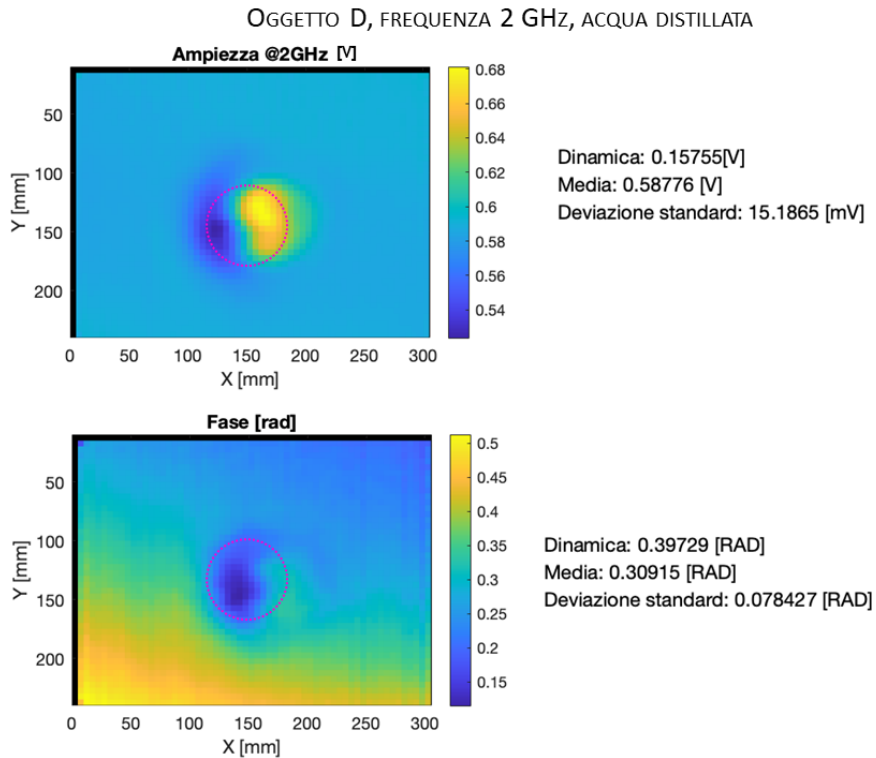 OGGETTO D, FREQUENZA 2 GHZ, ACQUA DISTILLATA
Ampiezza @2GHz [V]
50
100
150
200
Y [mm]
0 50 100 150 200 250 300
X [mm]
0.68
0.66
0.64
0.62
0.6
0.58
0.56
0.54
Dinamica: 0.15755[V]
Media: 0.58776 [V]
Deviazione standard: 15.1865 [mV]
Fase [rad]
50
100
150
200
Y [mm]
0 50 100 150 200 250 300
X [mm]
0.5
0.45
0.4
0.35
0.3
0.25
0.2
0.15
Dinamica: 0.39729 [RAD]
Media: 0.30915 [RAD]
Deviazione standard: 0.078427 [RAD]